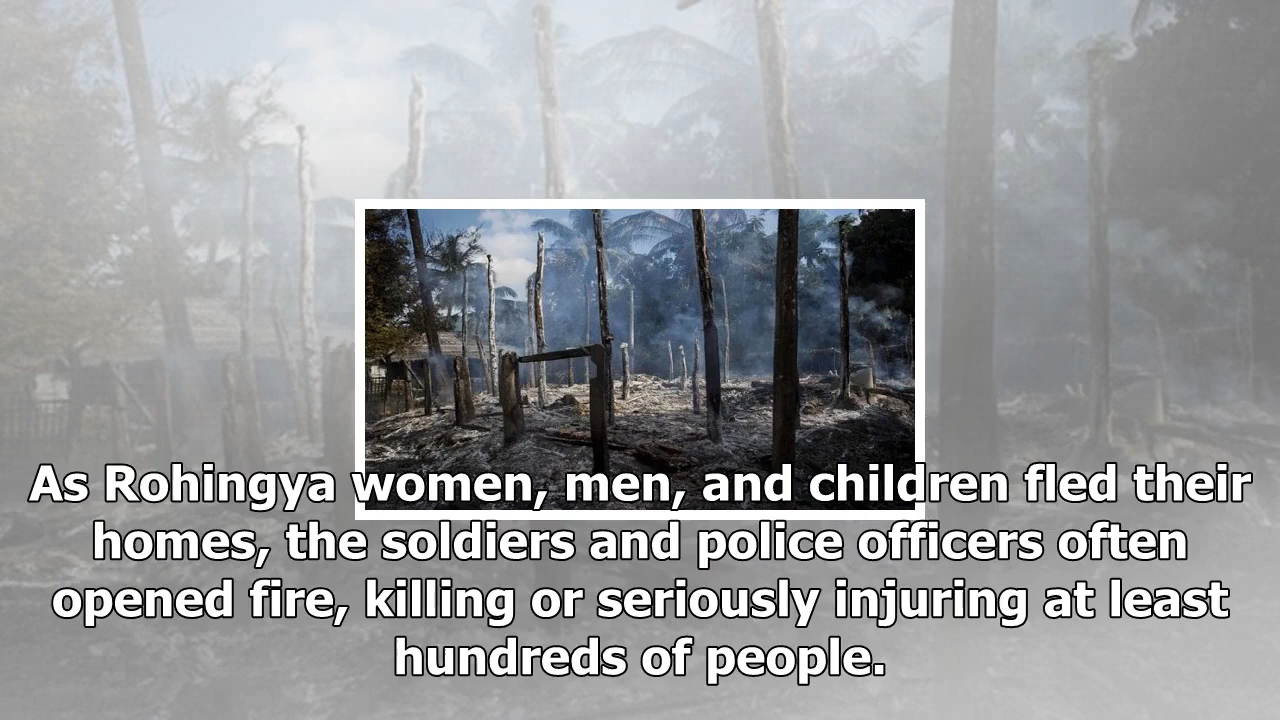 As Rohingya women, men, and children fled their
homes, the soldiers and police officers often
opened fire, killing or seriously injuring at least
hundreds of people.